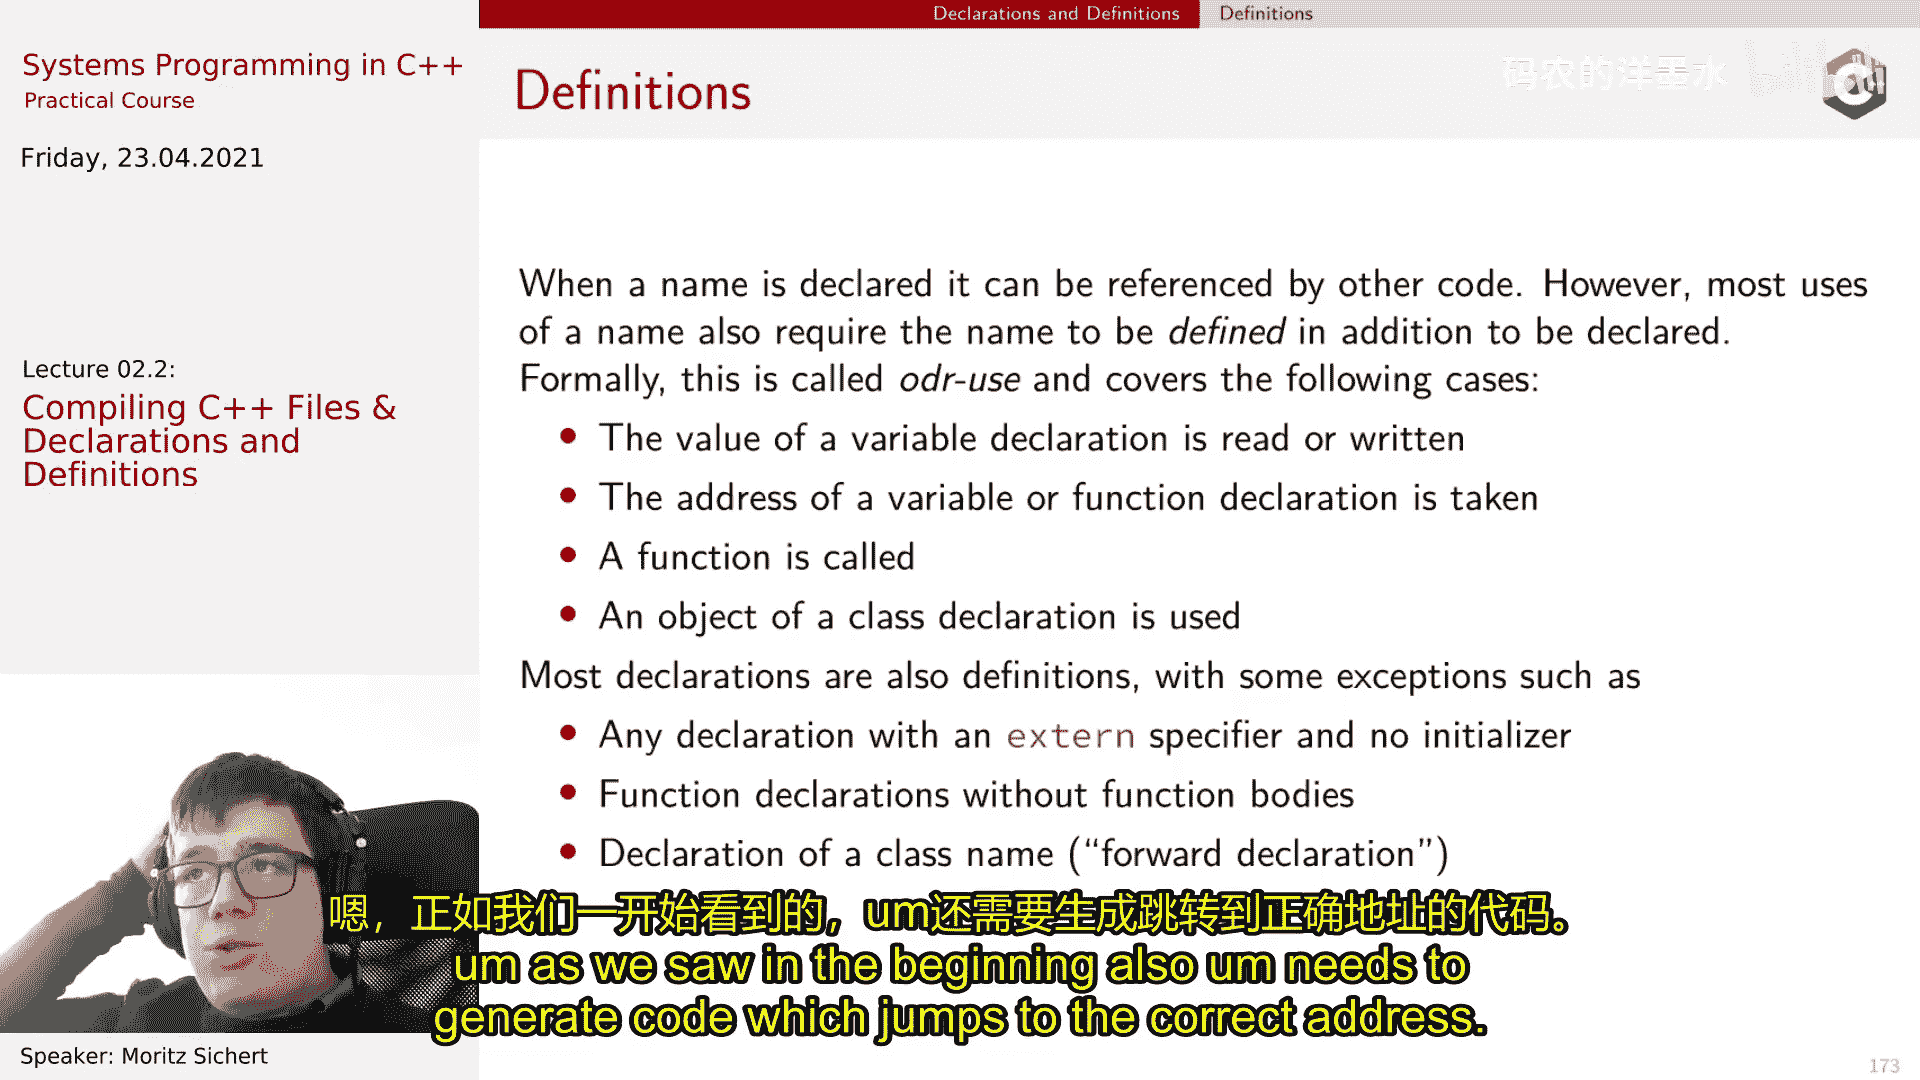 Declarations and Definitions
Definitions
Systems Programming in C++
Practical Course
Friday, 23.04.2021
Lecture 02.2:
Compiling C++ Files &
Declarations and
Definitions
Definitions
码农的洋墨水
When a name is declared it can be referenced by other code. However, most uses
of a name also require the name to be defined in addition to be declared.
Formally, this is called odr-use and covers the following cases:
• The value of a variable declaration is read or written
• The address of a variable or function declaration is taken
• A function is called
• An object of a class declaration is used
Most declarations are also definitions, with some exceptions such as
• Any declaration with an extern specifier and no initializer
• Function declarations without function bodies
• Declaration of a class name (“forward declaration”)
嗯，正如我们一开始看到的，um还需要生成跳转到正确地址的代码。
um as we saw in the beginning also um needs to
generate code which jumps to the correct address.
Speaker: Moritz Sichert
173